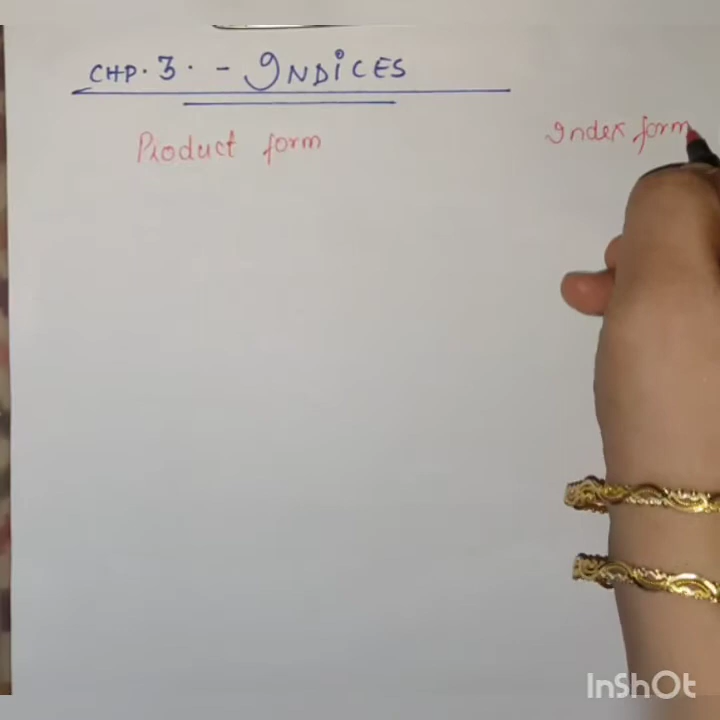 CHP. 3. - INDICES
Product form Index form
InShOt